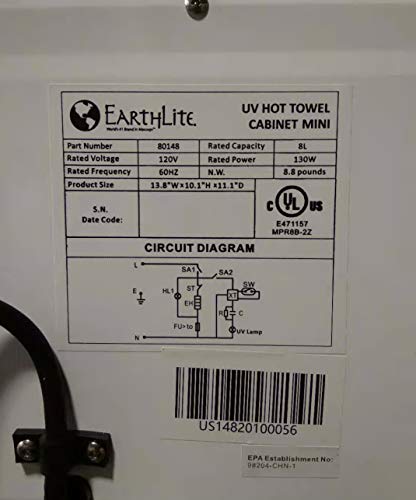 EARTHLITE.
World's #1 Brand in Massage
UV HOT TOWEL
CABINET MINI
Part Number 80148 Rated Capacity 8L
Rated Voltage 120V Rated Power 130W
Rated Frequency 60HZ N.W. 8.8 pounds
Product Size 13.8"W×10.1"H×11.1"D
S.N.
Date Code:
C UL US
E471157
MPR8B-2Z
CIRCUIT DIAGRAM
L SA1 SA2
E HL1 ST XT SW
EH
R C
FU>to
N UV Lamp
US14820100056
EPA Establishment No:
98204-CHN-1